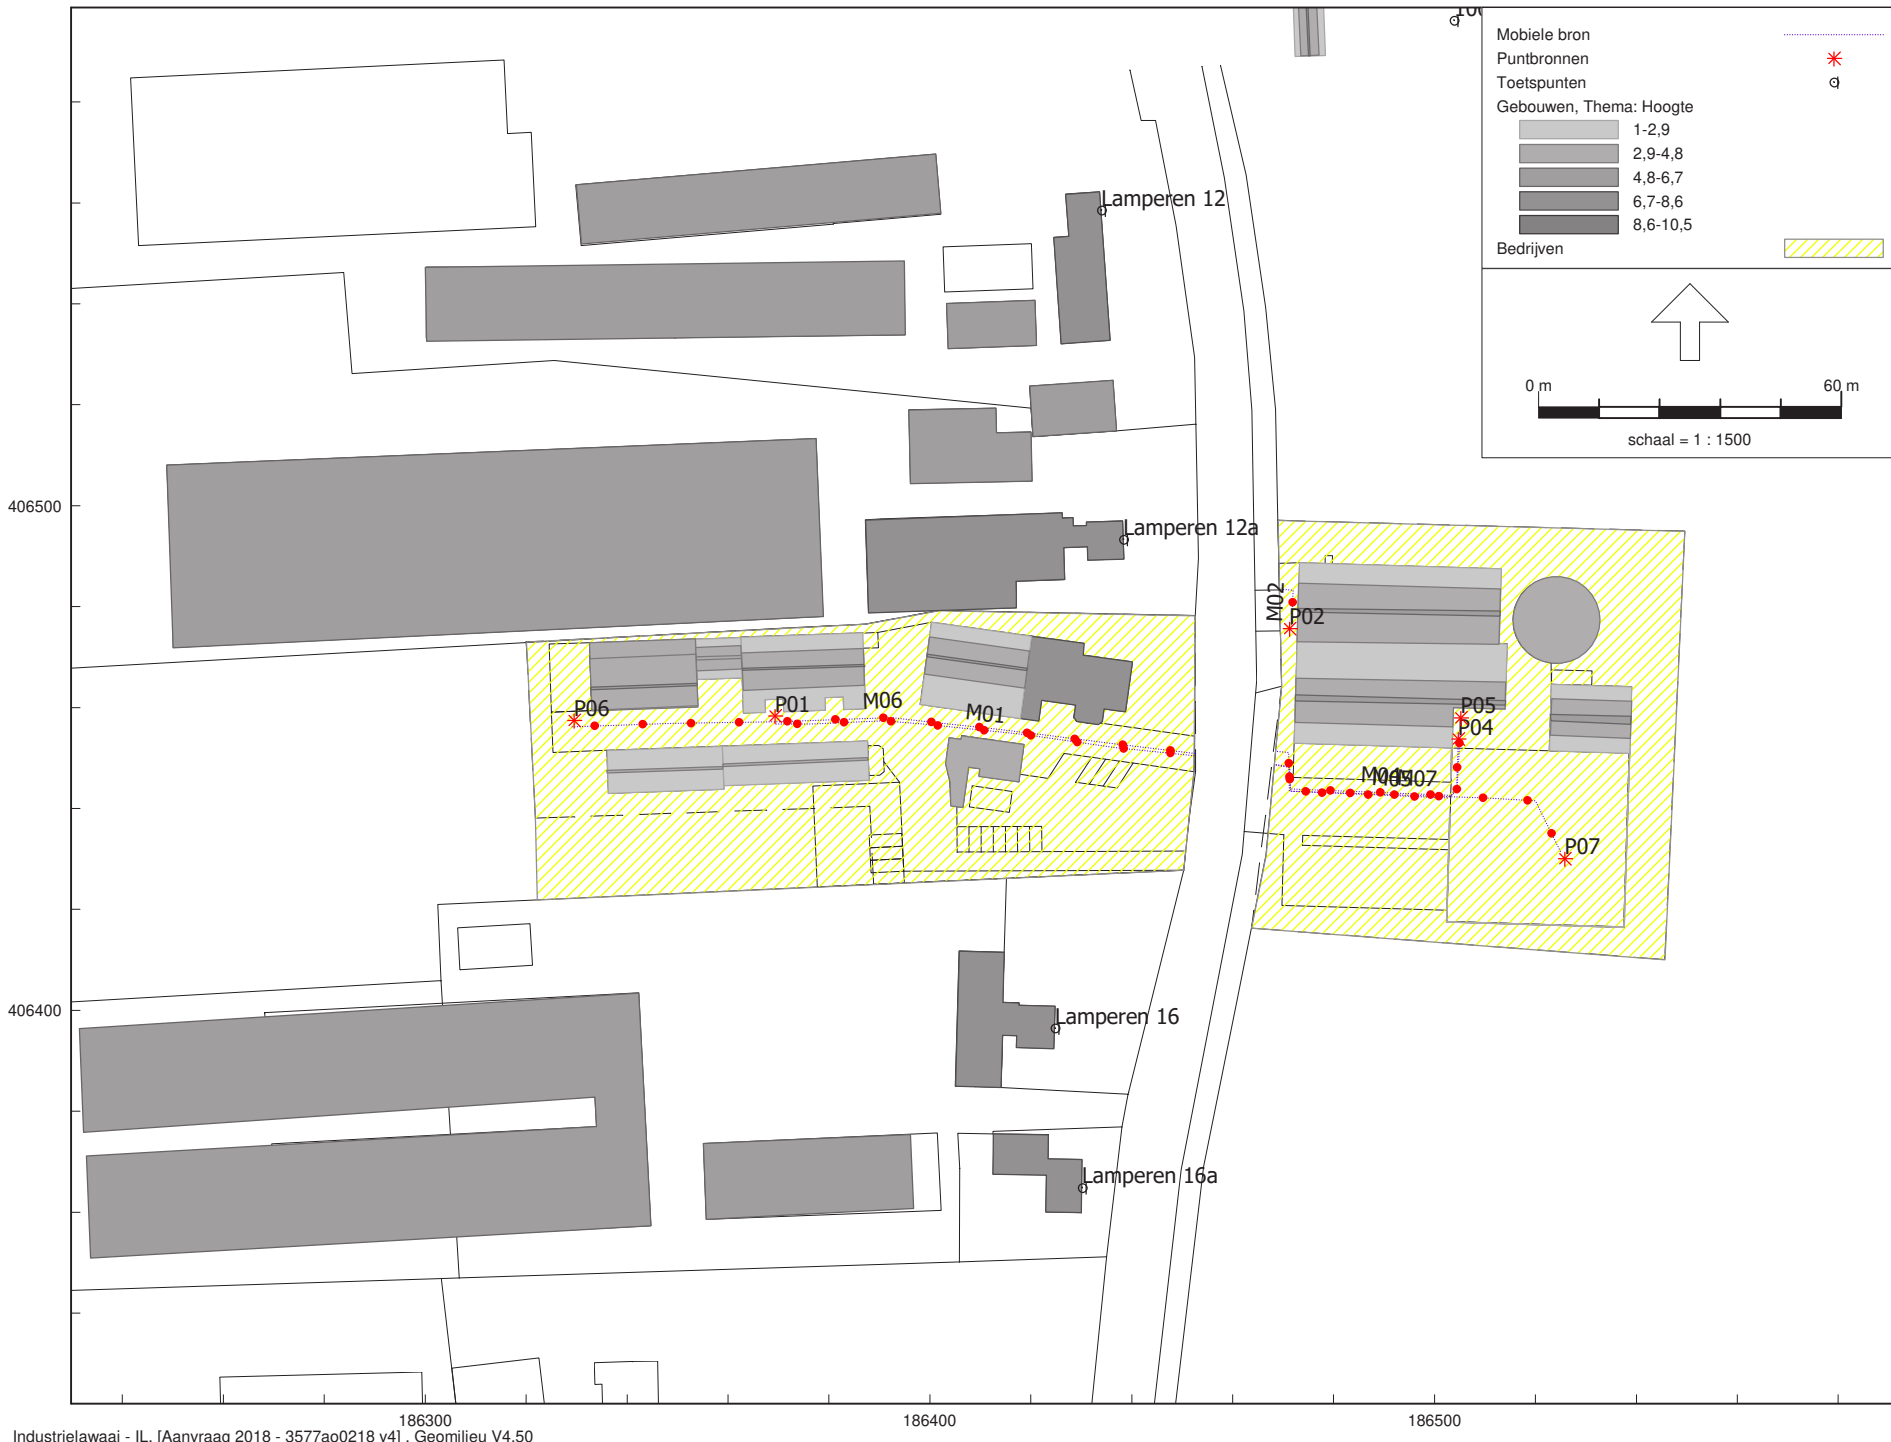 Mobiele bron
Puntbronnen
Toetspunten
Gebouwen, Thema: Hoogte
1-2,9
2,9-4,8
4,8-6,7
6,7-8,6
8,6-10,5
Bedrijven
0 m
60 m
schaal = 1 : 1500
Lamperen 12
Lamperen 12a
406500
M02
P02
P06
P01
M06
M01
P05
P04
M07
P07
406400
Lamperen 16
Lamperen 16a
186300
186400
186500
Industrielawaai - IL, [Aanvraag 2018 - 3577ao0218 v4] , Geomilieu V4.50